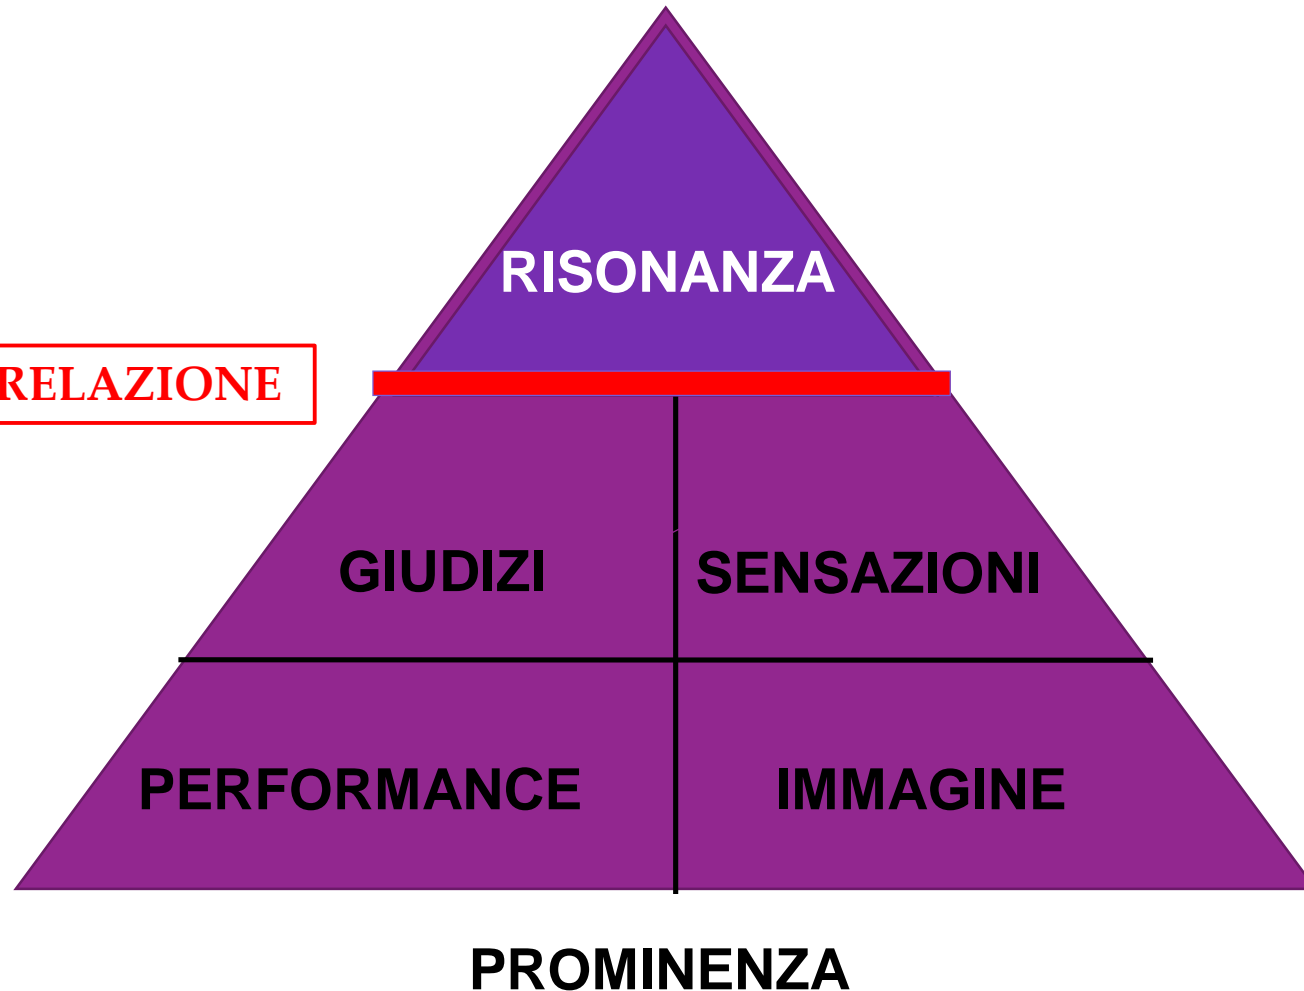 RISONANZA
RELAZIONE
GIUDIZI
SENSAZIONI
PERFORMANCE
IMMAGINE
PROMINENZA